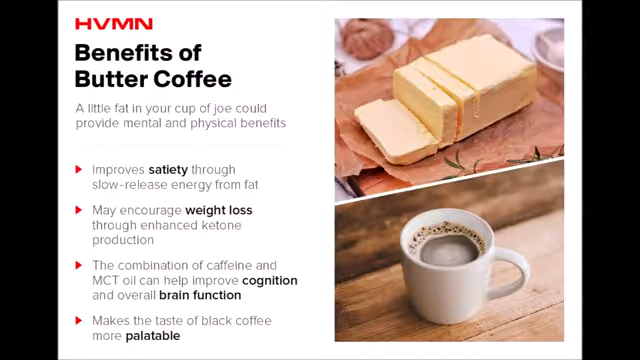 HVMN
Benefits of
Butter Coffee
A little fat in your cup of joe could
provide mental and physical benefits
Improves satiety through
slow-release energy from fat
May encourage weight loss
through enhanced ketone
production
The combination of caffeine and
MCT oil can help improve cognition
and overall brain function
Makes the taste of black coffee
more palatable